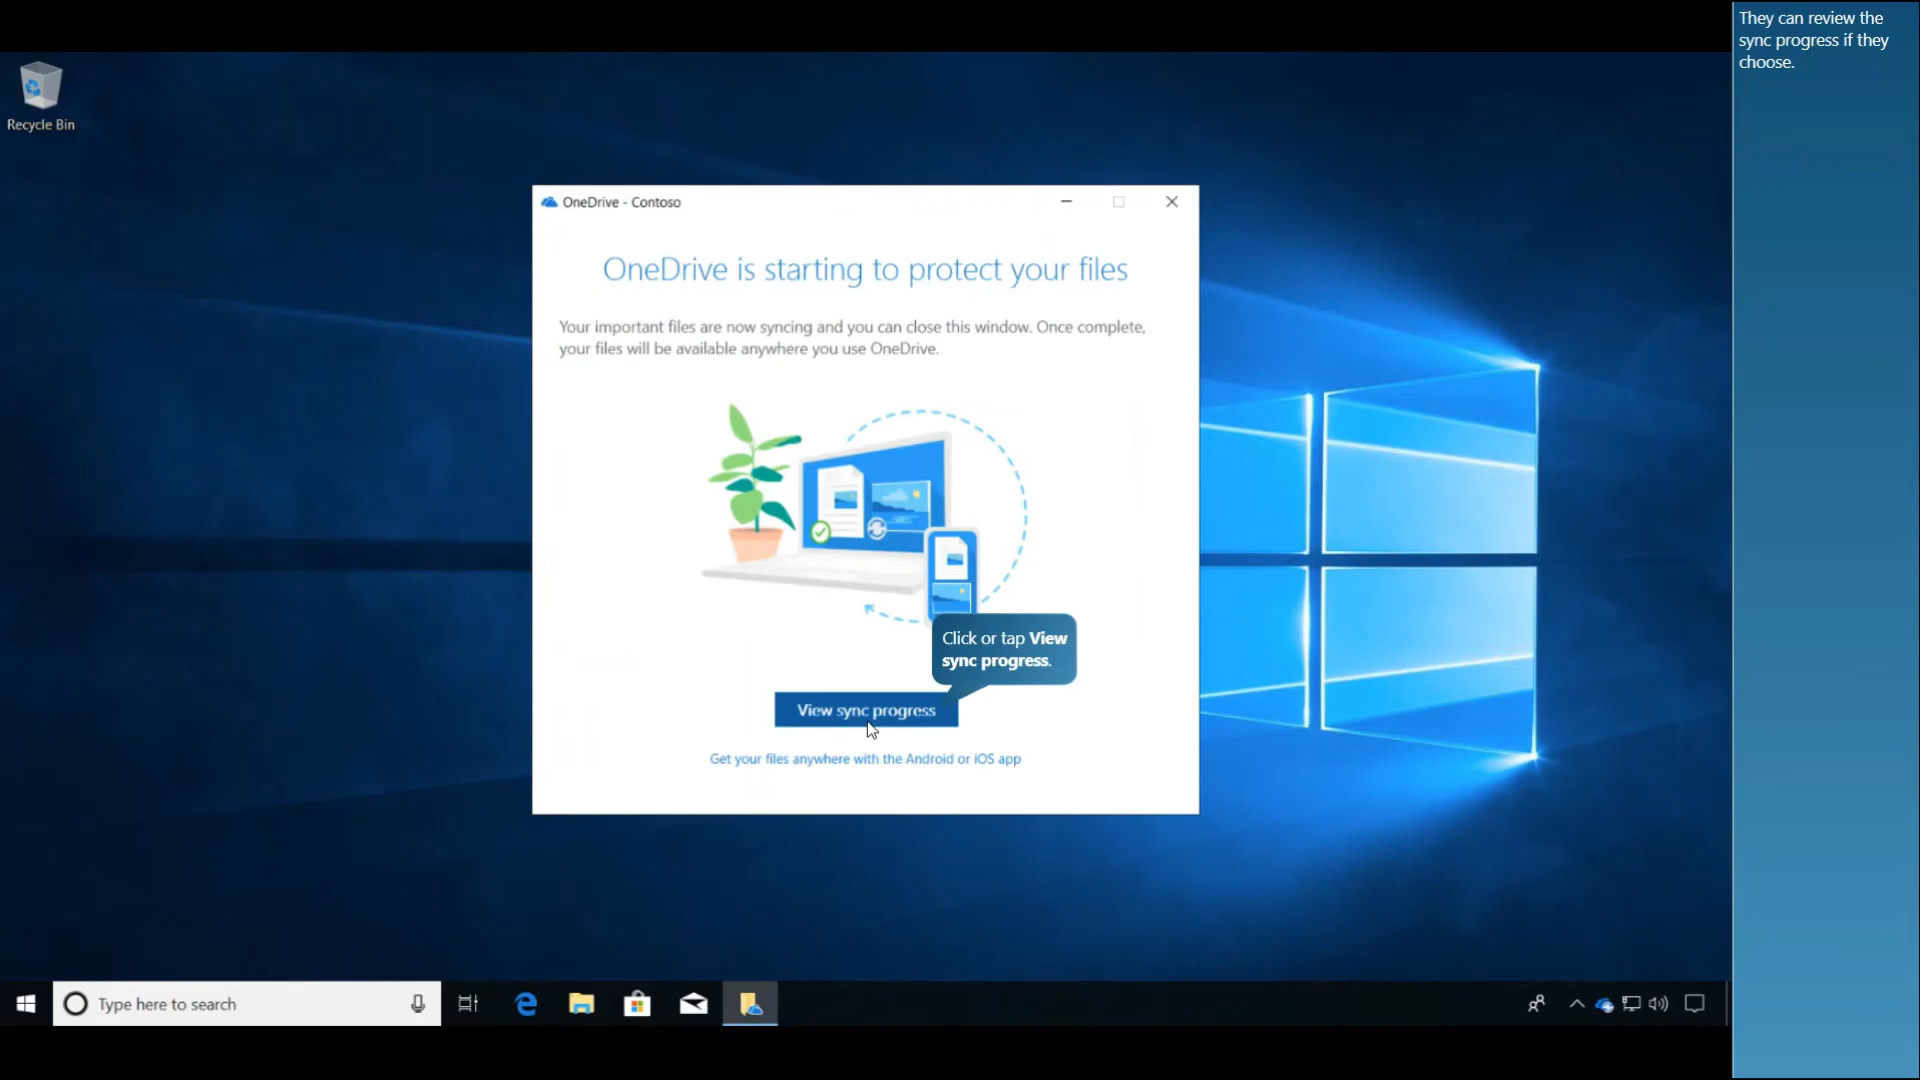 They can review the
sync progress if they
choose.
Recycle Bin
OneDrive - Contoso
OneDrive is starting to protect your files
Your important files are now syncing and you can close this window. Once complete,
your files will be available anywhere you use OneDrive.
Click or tap View
sync progress.
View sync progress
Get your files anywhere with the Android or iOS app
Type here to search